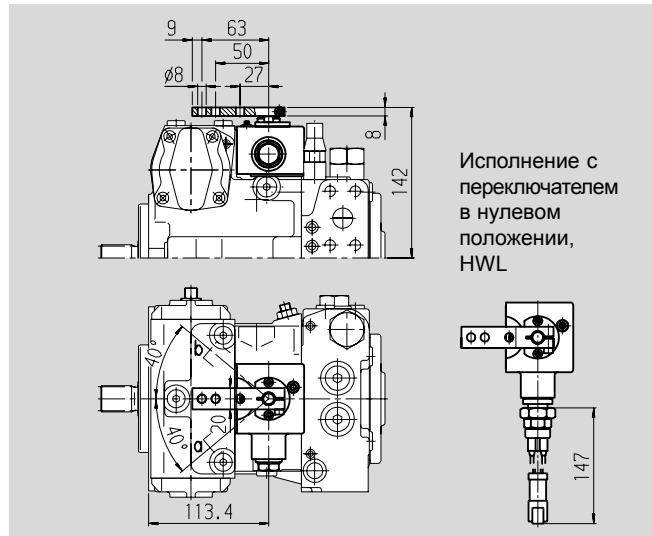 9 63
50
ø8 27
8
142
Исполнение с
переключателем
в нулевом
положении,
HWL
40°
b
20
a
40°
113.4
147